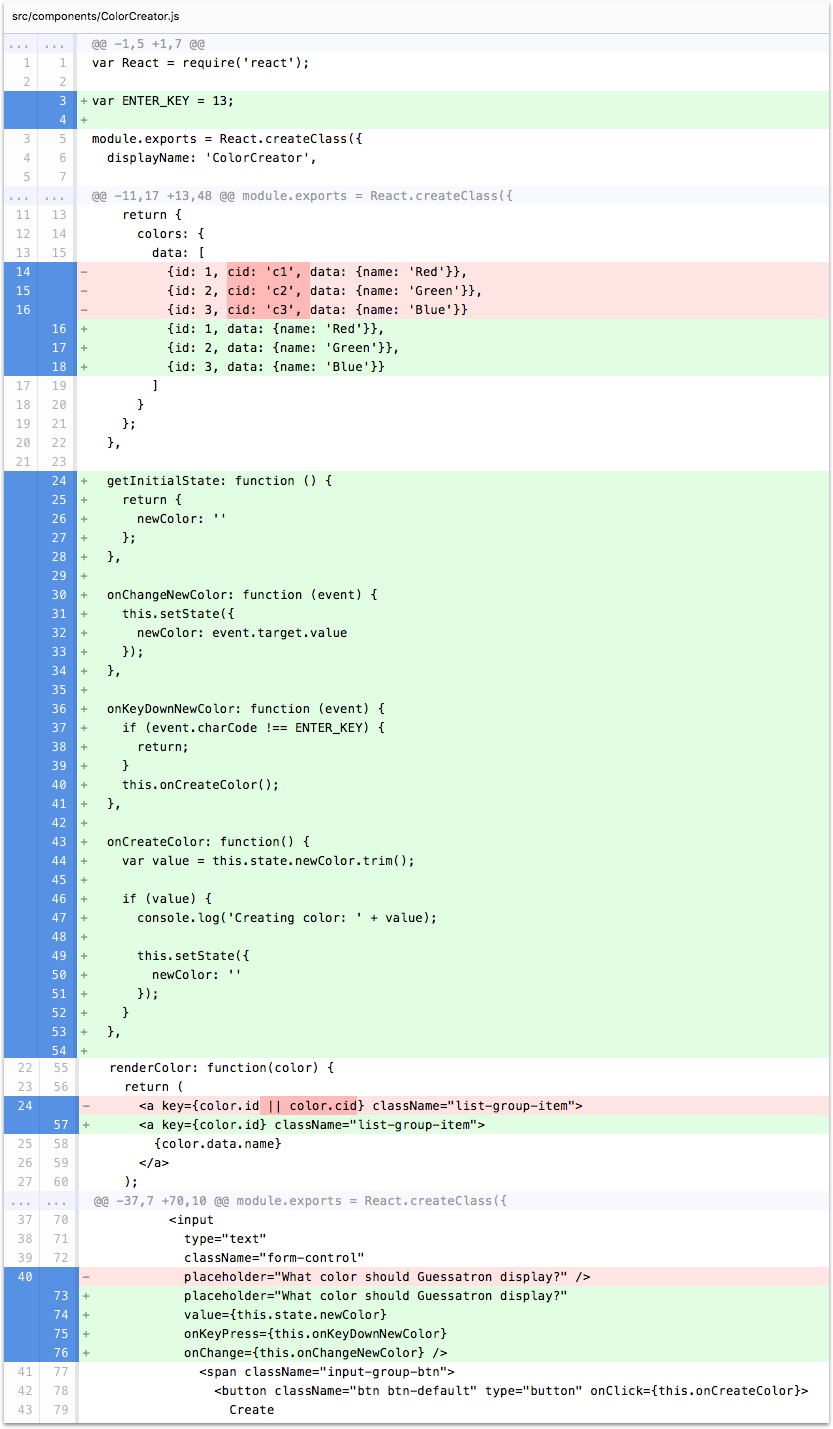 src/components/ColorCreator.js
... ... @@ -1,5 +1,7 @@
1 1 var React = require('react');
2 2
3 + var ENTER_KEY = 13;
4 +
3 5 module.exports = React.createClass({
4 6 displayName: 'ColorCreator',
5 7
... ... @@ -11,17 +13,48 @@ module.exports = React.createClass({
11 13 return {
12 14 colors: {
13 15 data: [
14 - {id: 1, cid: 'c1', data: {name: 'Red'}},
15 - {id: 2, cid: 'c2', data: {name: 'Green'}},
16 - {id: 3, cid: 'c3', data: {name: 'Blue'}}
16 + {id: 1, data: {name: 'Red'}},
17 + {id: 2, data: {name: 'Green'}},
18 + {id: 3, data: {name: 'Blue'}}
17 19 ]
18 20 }
19 21 };
20 22 },
21 23
24 + getInitialState: function () {
25 + return {
26 + newColor: ''
27 + };
28 + },
29 +
30 + onChangeNewColor: function (event) {
31 + this.setState({
32 + newColor: event.target.value
33 + });
34 + },
35 +
36 + onKeyDownNewColor: function (event) {
37 + if (event.charCode !== ENTER_KEY) {
38 + return;
39 + }
40 + this.onCreateColor();
41 + },
42 +
43 + onCreateColor: function() {
44 + var value = this.state.newColor.trim();
45 +
46 + if (value) {
47 + console.log('Creating color: ' + value);
48 +
49 + this.setState({
50 + newColor: ''
51 + });
52 + }
53 + },
54 +
22 55 renderColor: function(color) {
23 56 return (
24 - <a key={color.id || color.cid} className="list-group-item">
57 + <a key={color.id} className="list-group-item">
25 58 {color.data.name}
26 59 </a>
27 60 );
... ... @@ -37,7 +70,10 @@ module.exports = React.createClass({
37 70 <input
38 71 type="text"
39 72 className="form-control"
40 - placeholder="What color should Guessatron display?" />
73 + placeholder="What color should Guessatron display?"
74 + value={this.state.newColor}
75 + onKeyPress={this.onKeyDownNewColor}
76 + onChange={this.onChangeNewColor} />
41 77 <span className="input-group-btn">
42 78 <button className="btn btn-default" type="button" onClick={this.onCreateColor}>
43 79 Create